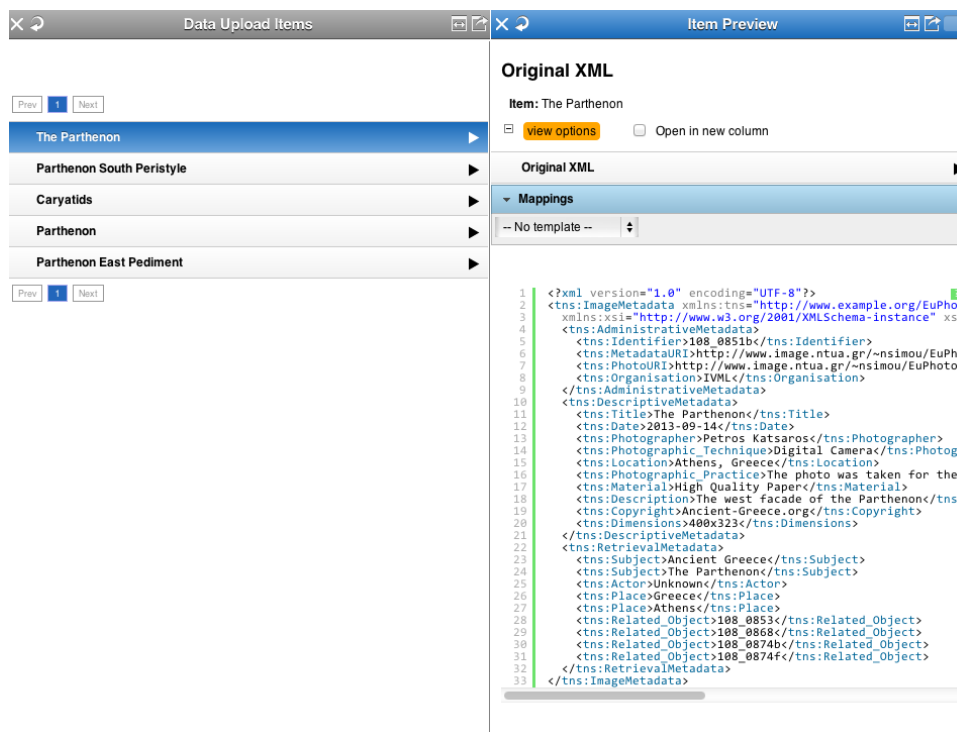 Data Upload Items
Prev 1 Next
The Parthenon
Parthenon South Peristyle
Caryatids
Parthenon
Parthenon East Pediment
Prev 1 Next
Item Preview
Original XML
Item: The Parthenon
view options Open in new column
Original XML
Mappings
-- No template --
1 <?xml version="1.0" encoding="UTF-8"?>
2 <tns:ImageMetadata xmlns:tns="http://www.example.org/EuPho
3 xmlns:xsi="http://www.w3.org/2001/XMLSchema-instance" xs
4 <tns:AdministrativeMetadata>
5 <tns:Identifier>108_0851b</tns:Identifier>
6 <tns:MetadataURI>http://www.image.ntua.gr/~nsimou/EuPh
7 <tns:PhotoURI>http://www.image.ntua.gr/~nsimou/EuPhoto
8 <tns:Organisation>IVML</tns:Organisation>
9 </tns:AdministrativeMetadata>
10 <tns:DescriptiveMetadata>
11 <tns:Title>The Parthenon</tns:Title>
12 <tns:Date>2013-09-14</tns:Date>
13 <tns:Photographer>Petros Katsaros</tns:Photographer>
14 <tns:Photographic_Technique>Digital Camera</tns:Photog
15 <tns:Location>Athens, Greece</tns:Location>
16 <tns:Photographic_Practice>The photo was taken for the
17 <tns:Material>High Quality Paper</tns:Material>
18 <tns:Description>The west facade of the Parthenon</tns
19 <tns:Copyright>Ancient-Greece.org</tns:Copyright>
20 <tns:Dimensions>400x323</tns:Dimensions>
21 </tns:DescriptiveMetadata>
22 <tns:RetrievalMetadata>
23 <tns:Subject>Ancient Greece</tns:Subject>
24 <tns:Subject>The Parthenon</tns:Subject>
25 <tns:Actor>Unknown</tns:Actor>
26 <tns:Place>Greece</tns:Place>
27 <tns:Place>Athens</tns:Place>
28 <tns:Related_Object>108_0853</tns:Related_Object>
29 <tns:Related_Object>108_0868</tns:Related_Object>
30 <tns:Related_Object>108_0874b</tns:Related_Object>
31 <tns:Related_Object>108_0874f</tns:Related_Object>
32 </tns:RetrievalMetadata>
33 </tns:ImageMetadata>